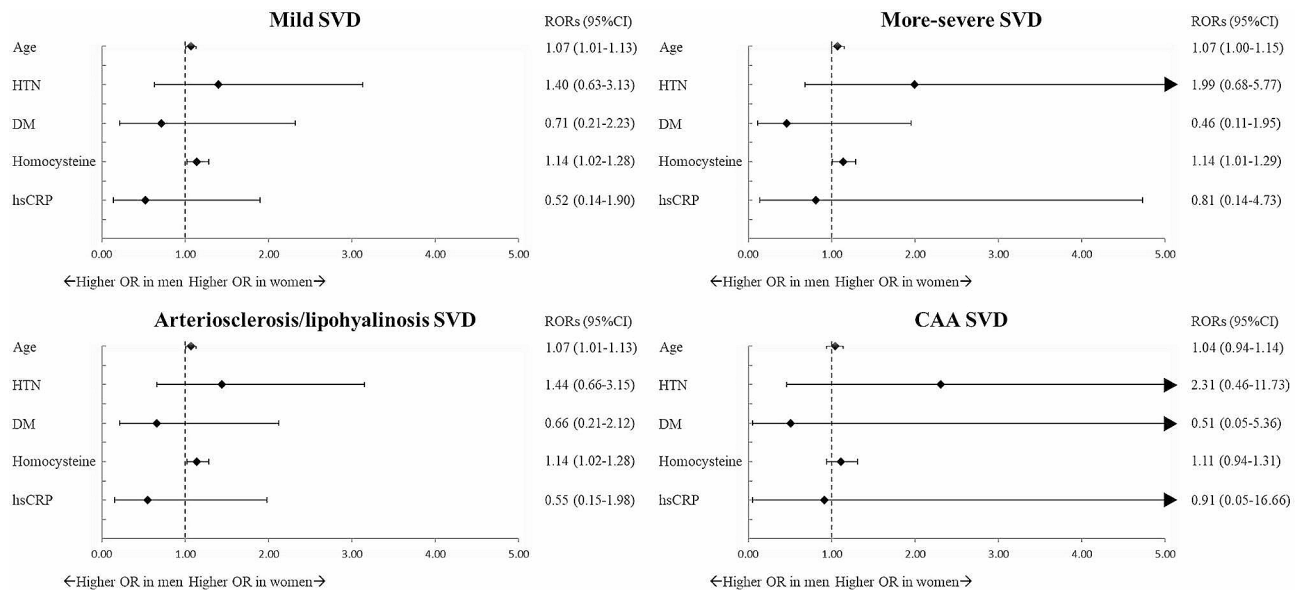 Mild SVD
RORs (95%CI)
Age
1.07 (1.01-1.13)
HTN
1.40 (0.63-3.13)
DM
0.71 (0.21-2.23)
Homocysteine
1.14 (1.02-1.28)
hsCRP
0.52 (0.14-1.90)
0.00 1.00 2.00 3.00 4.00 5.00
←Higher OR in men Higher OR in women→
More-severe SVD
RORs (95%CI)
Age
1.07 (1.00-1.15)
HTN
1.99 (0.68-5.77)
DM
0.46 (0.11-1.95)
Homocysteine
1.14 (1.01-1.29)
hsCRP
0.81 (0.14-4.73)
0.00 1.00 2.00 3.00 4.00 5.00
←Higher OR in men Higher OR in women→
Arteriosclerosis/lipohyalinosis SVD
RORs (95%CI)
Age
1.07 (1.01-1.13)
HTN
1.44 (0.66-3.15)
DM
0.66 (0.21-2.12)
Homocysteine
1.14 (1.02-1.28)
hsCRP
0.55 (0.15-1.98)
0.00 1.00 2.00 3.00 4.00 5.00
←Higher OR in men Higher OR in women→
CAA SVD
RORs (95%CI)
Age
1.04 (0.94-1.14)
HTN
2.31 (0.46-11.73)
DM
0.51 (0.05-5.36)
Homocysteine
1.11 (0.94-1.31)
hsCRP
0.91 (0.05-16.66)
0.00 1.00 2.00 3.00 4.00 5.00
←Higher OR in men Higher OR in women→